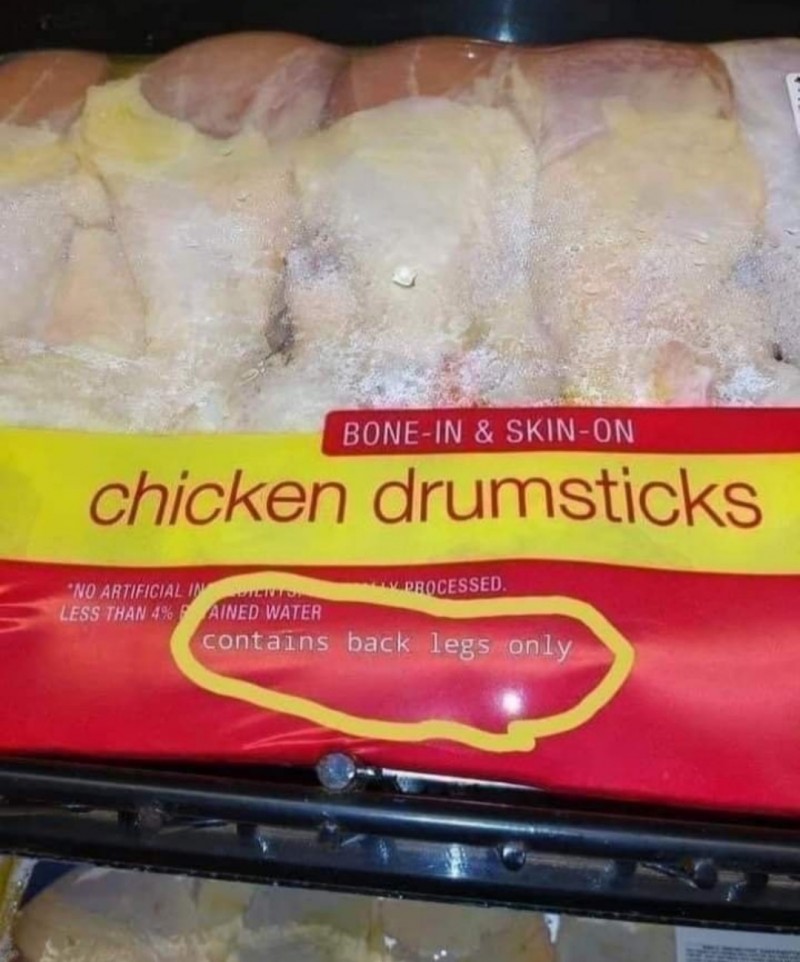 BONE-IN & SKIN-ON
chicken drumsticks
*NO ARTIFICIAL PROCESSED.
LESS THAN 4% WATER
contains back legs only